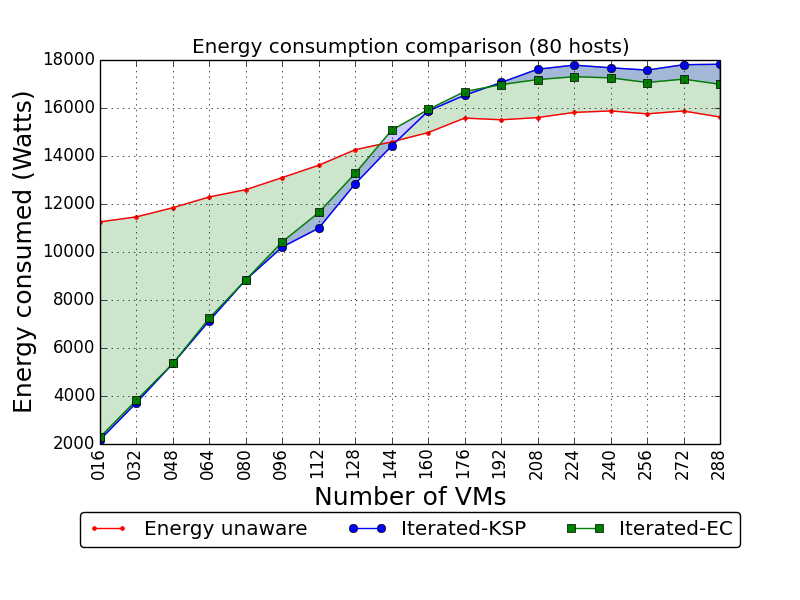 Energy consumption comparison (80 hosts)
Energy consumed (Watts)
18000
16000
14000
12000
10000
8000
6000
4000
2000
016 032 048 064 080 096 112 128 144 160 176 192 208 224 240 256 272 288
Number of VMs
Energy unaware Iterated-KSP Iterated-EC